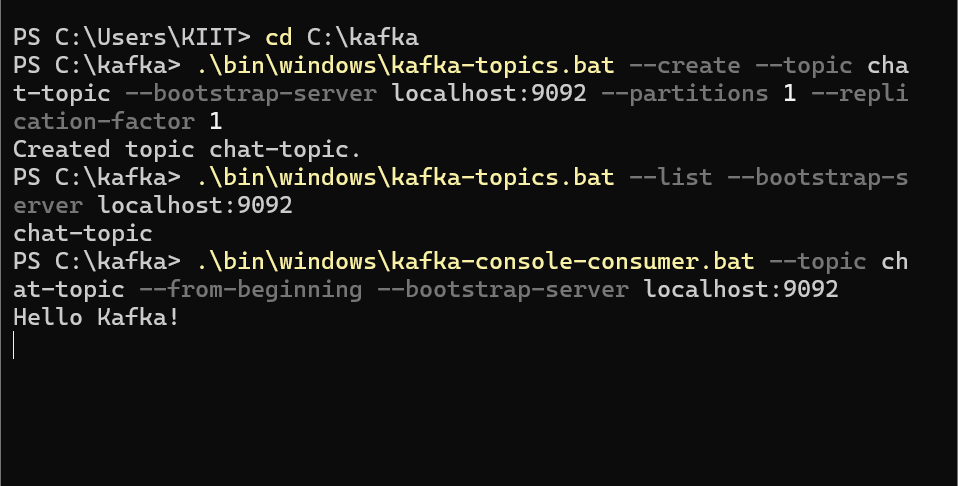 PS C:\Users\KIIT> cd C:\kafka
PS C:\kafka> .\bin\windows\kafka-topics.bat --create --topic cha
t-topic --bootstrap-server localhost:9092 --partitions 1 --repli
cation-factor 1
Created topic chat-topic.
PS C:\kafka> .\bin\windows\kafka-topics.bat --list --bootstrap-s
erver localhost:9092
chat-topic
PS C:\kafka> .\bin\windows\kafka-console-consumer.bat --topic ch
at-topic --from-beginning --bootstrap-server localhost:9092
Hello Kafka!